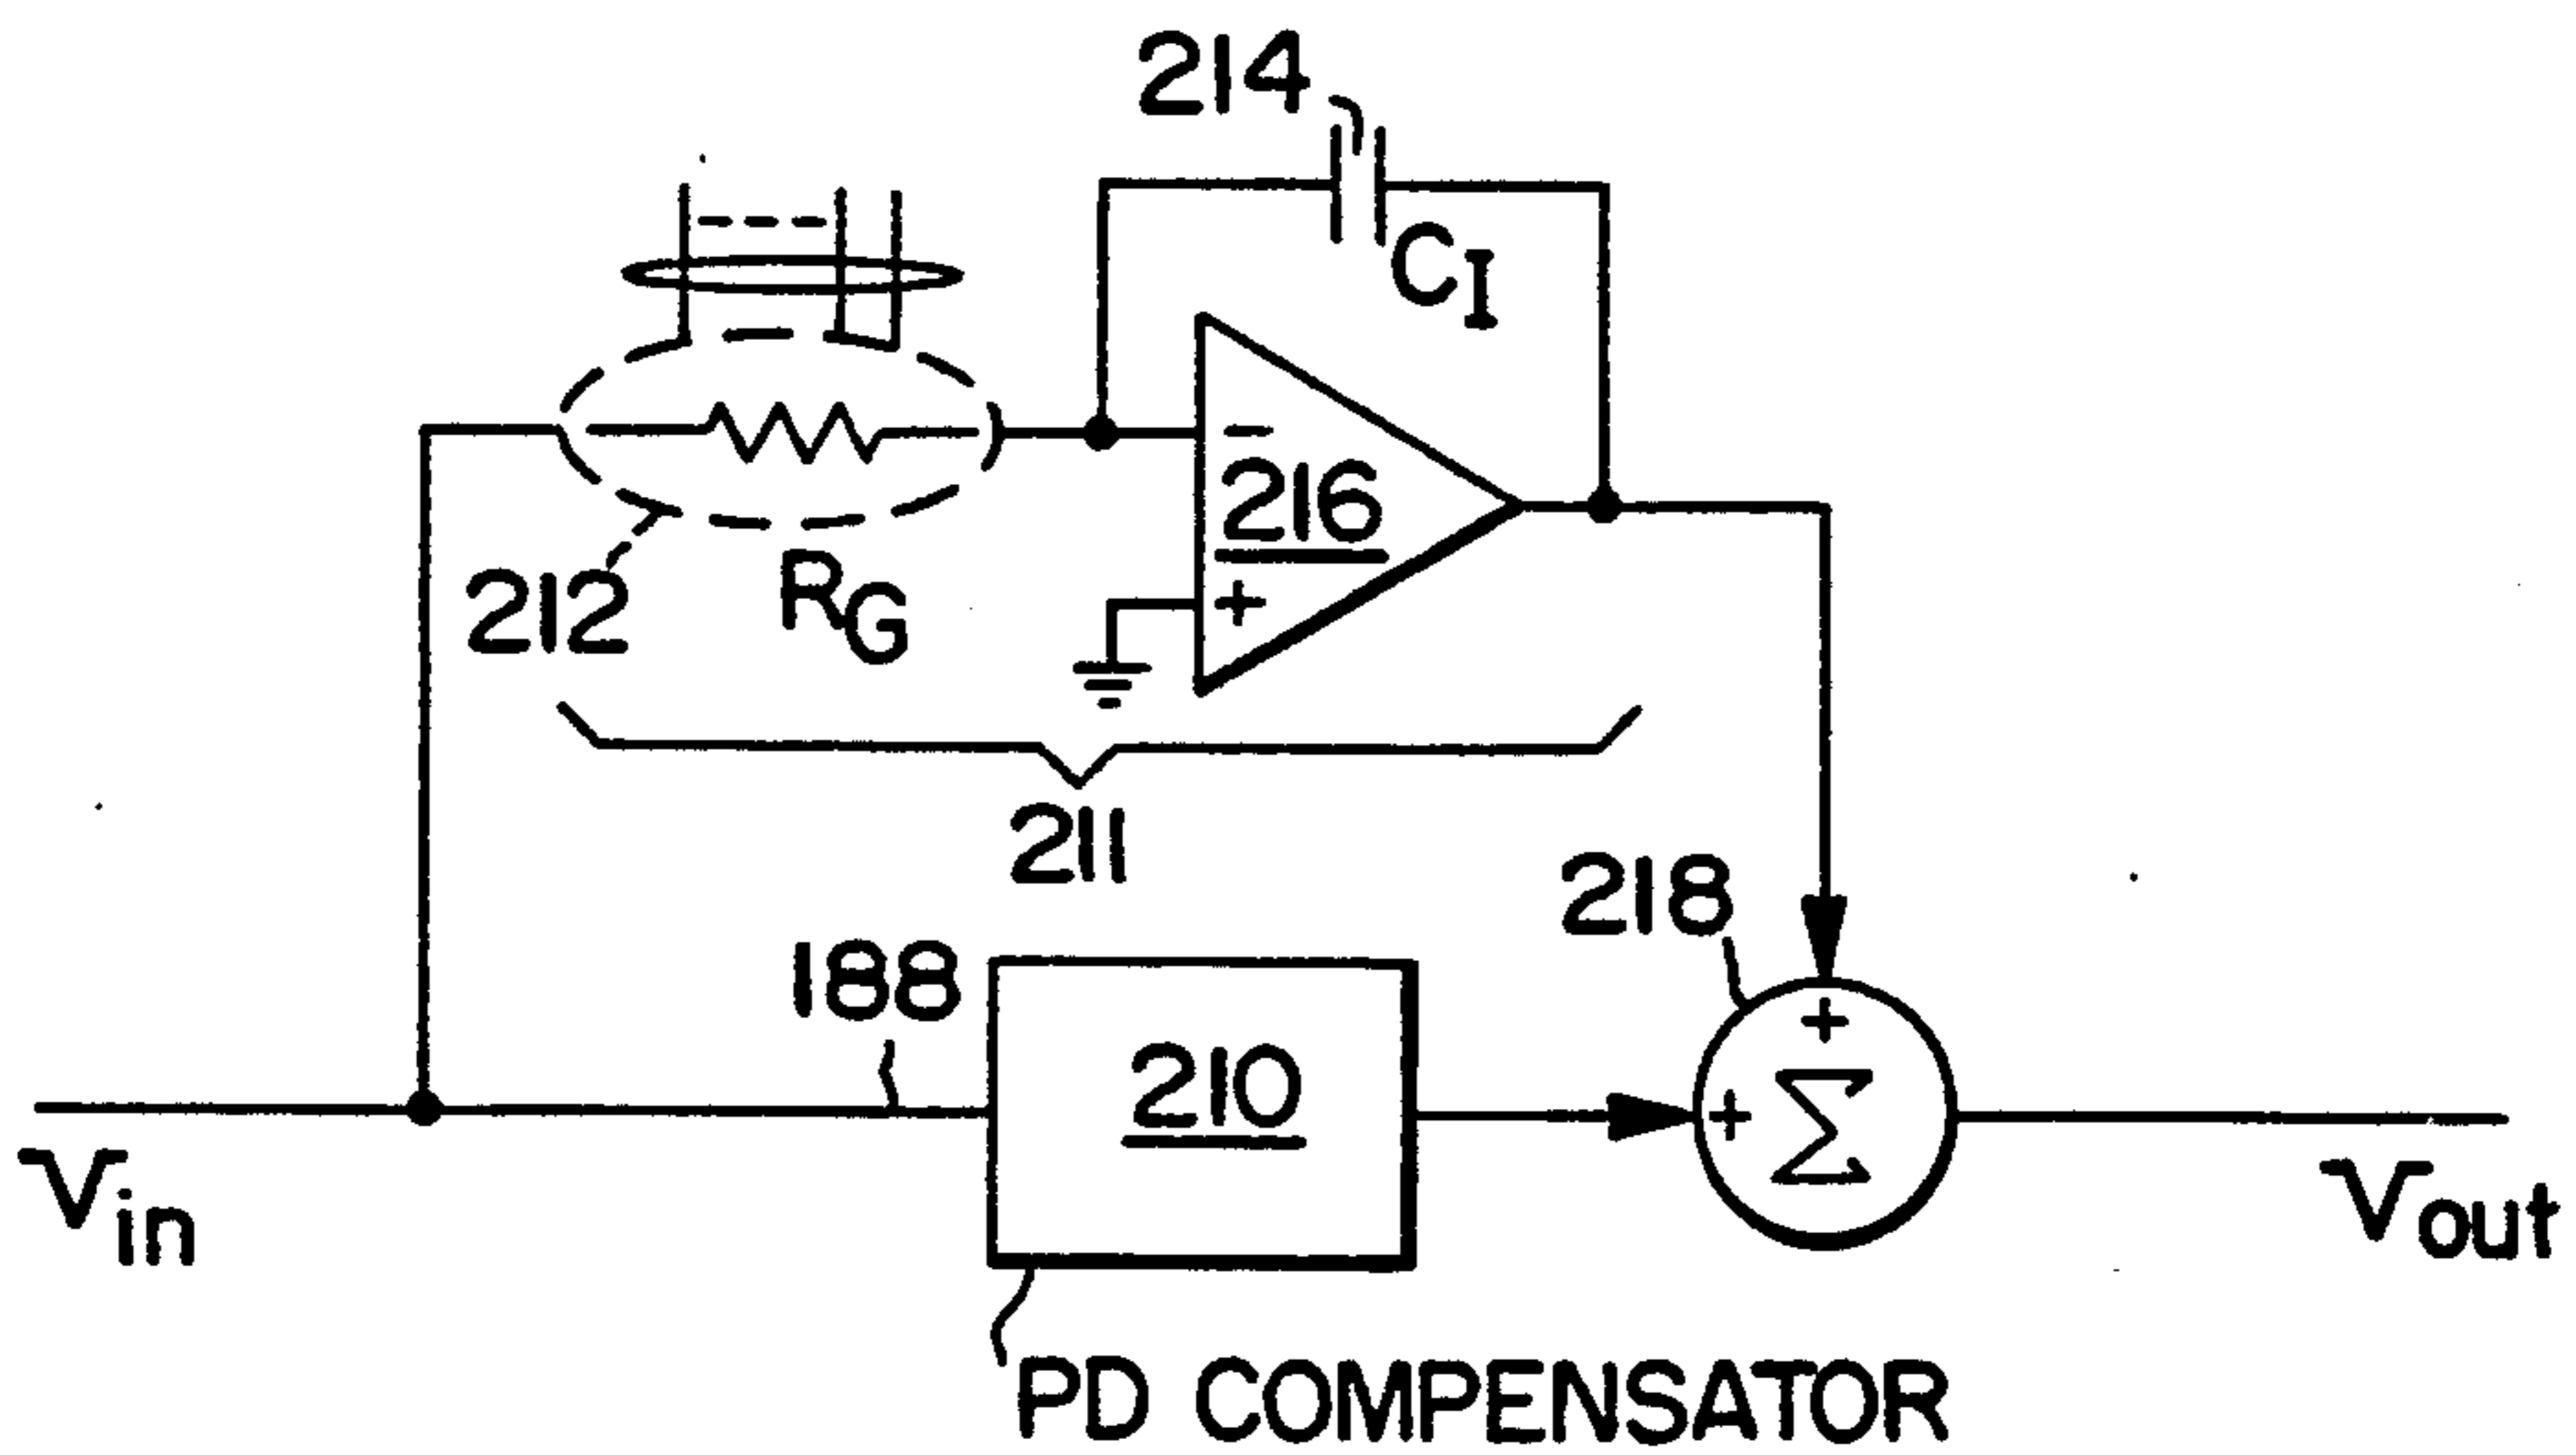 214
C_I
-
216
+
212
R_G
211
218
188
+
210
+ Σ
V_in
V_out
PD COMPENSATOR